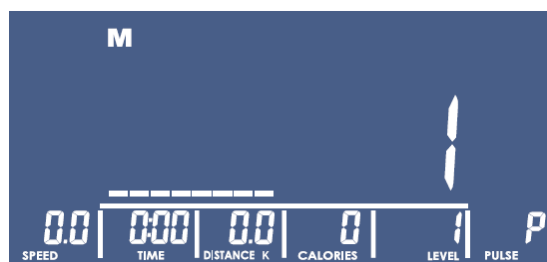 M
1
0.0 0:00 0.0 0 1 P
SPEED TIME DISTANCE K CALORIES LEVEL PULSE